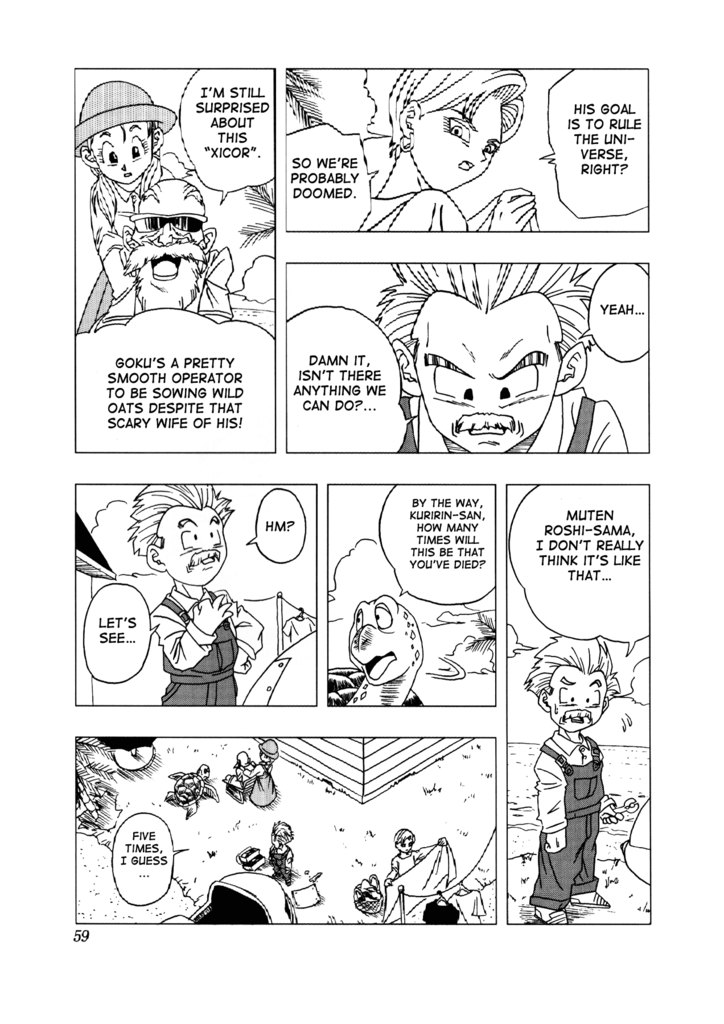 HIS GOAL
IS TO RULE
THE UNI-
VERSE,
RIGHT?
SO WE'RE
PROBABLY
DOOMED.
I'M STILL
SURPRISED
ABOUT
THIS
"XICOR".
GOKU'S A PRETTY
SMOOTH OPERATOR
TO BE SOWING WILD
OATS DESPITE THAT
SCARY WIFE OF HIS!
YEAH...
DAMN IT,
ISN'T THERE
ANYTHING WE
CAN DO?...
MUTEN
ROSHI-SAMA,
I DON'T REALLY
THINK IT'S LIKE
THAT...
BY THE WAY,
KURIRIN-SAN,
HOW MANY
TIMES WILL
THIS BE THAT
YOU'VE DIED?
HM?
LET'S
SEE...
FIVE
TIMES,
I GUESS
...
59